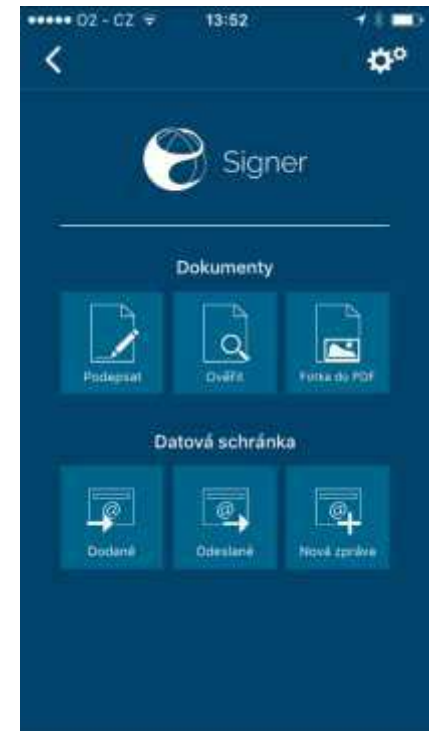 O2 - CZ 13:52
Signer
Dokumenty
Podepsat Ověřit Fotka do PDF
Datová schránka
Dodané Odeslané Nová zpráva